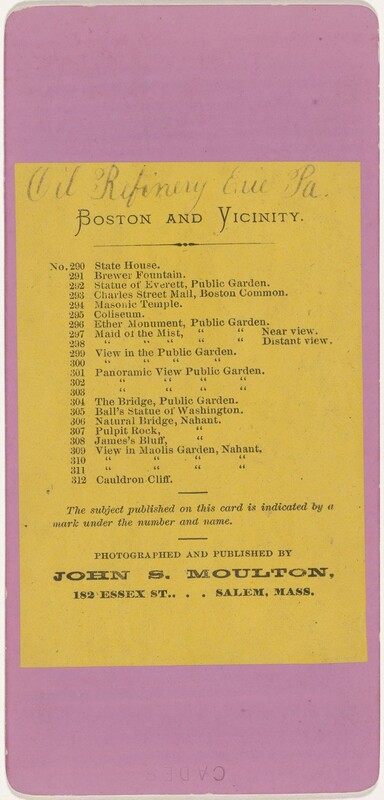 Oil Refinery Erie Pa.
BOSTON AND VICINITY.
No. 290 State House.
291 Brewer Fountain.
292 Statue of Everett, Public Garden.
293 Charles Street Mall, Boston Common.
294 Masonic Temple.
295 Coliseum.
296 Ether Monument, Public Garden.
297 Maid of the Mist, " " Near view.
298 " " " " " Distant view.
299 View in the Public Garden.
300 " " " "
301 Panoramic View Public Garden.
302 " " " "
303 " " " "
304 The Bridge, Public Garden.
305 Ball's Statue of Washington.
306 Natural Bridge, Nahant.
307 Pulpit Rock, "
308 James's Bluff, "
309 View in Maolis Garden, Nahant,
310 " " " "
311 " " " "
312 Cauldron Cliff.
The subject published on this card is indicated by a
mark under the number and name.
PHOTOGRAPHED AND PUBLISHED BY
JOHN S. MOULTON,
182 ESSEX ST.. . . SALEM, MASS.